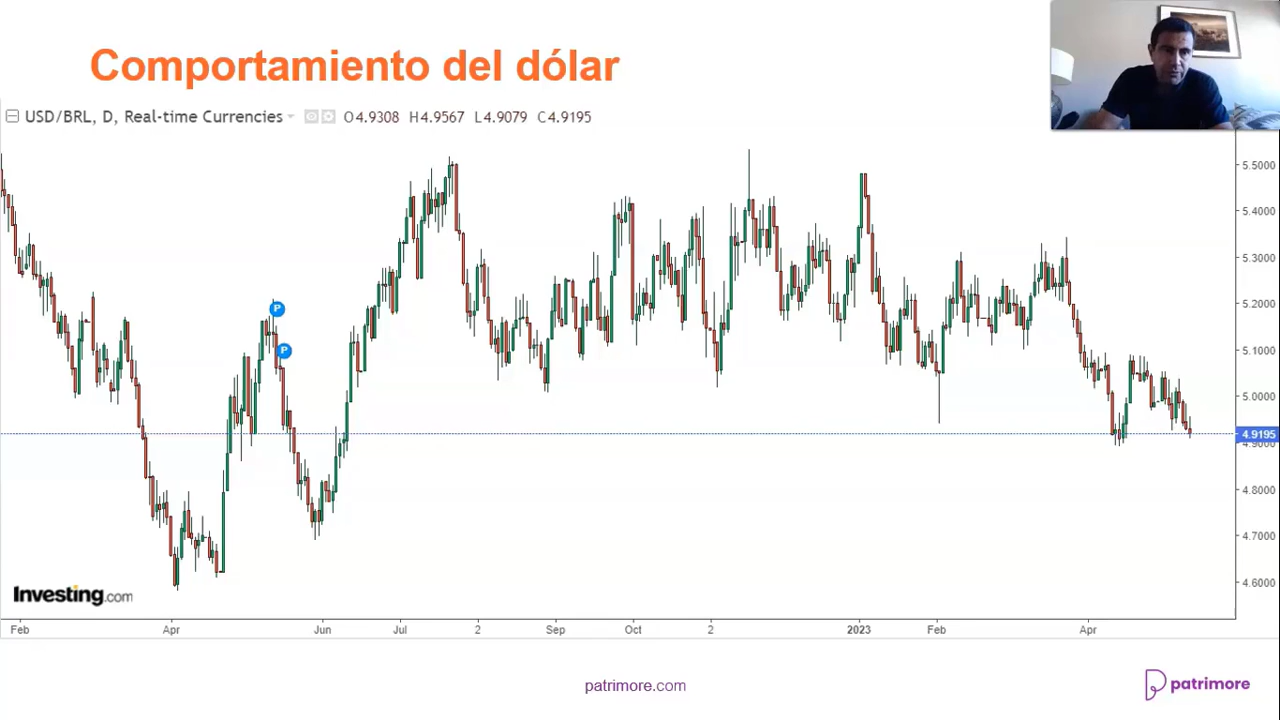 Comportamiento del dólar
USD/BRL, D, Real-time Currencies O4.9308 H4.9567 L4.9079 C4.9195
5.5000
5.4000
5.3000
5.2000
P
5.1000
P
5.0000
4.9195
4.9000
4.8000
4.7000
4.6000
Investing.com
Feb Apr Jun Jul 2 Sep Oct 2 2023 Feb Apr
patrimore.com
patrimore